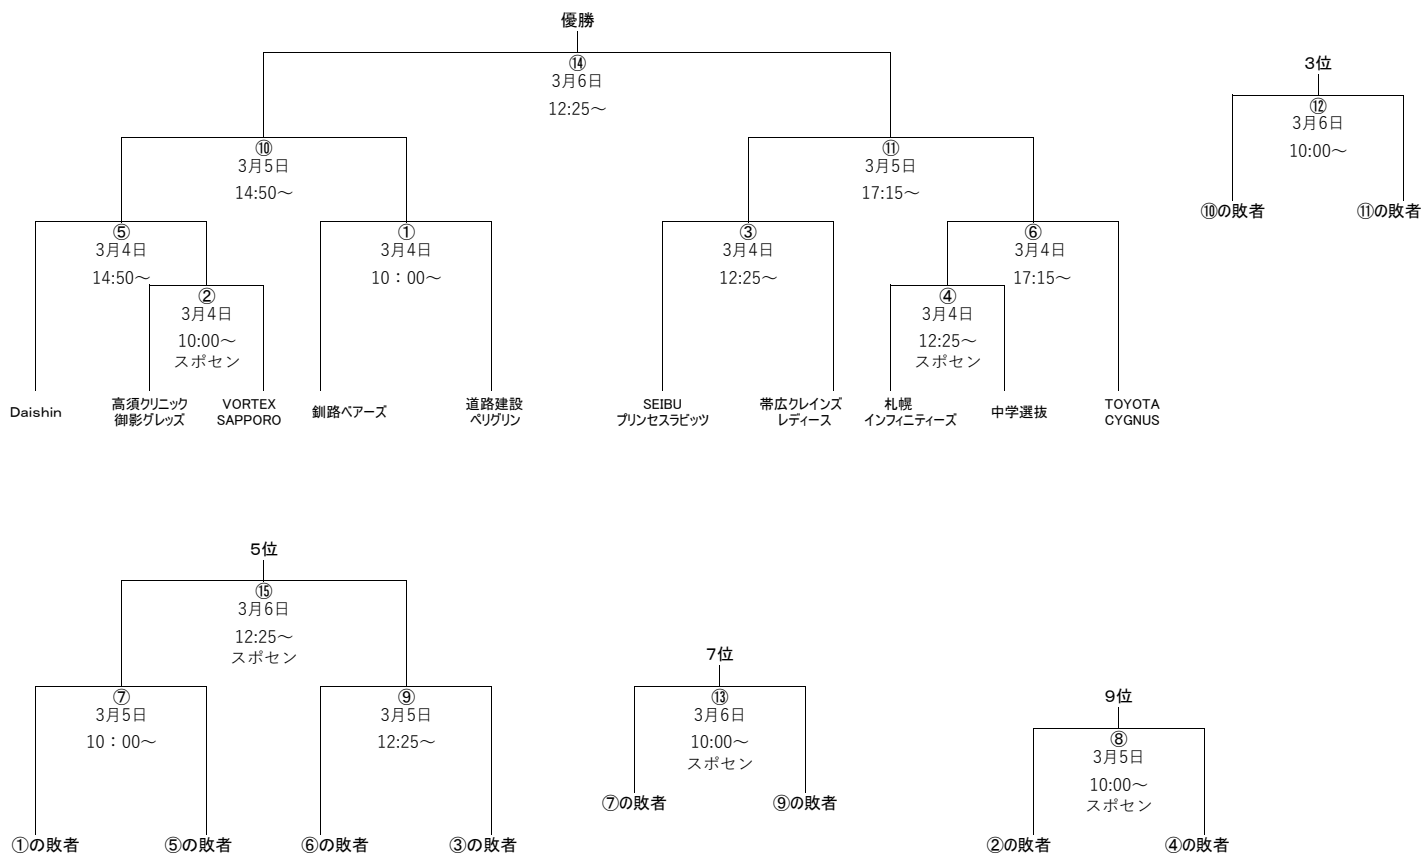 優勝
⑭
3月6日
12:25～
3位
⑫
3月6日
10:00～
⑩の敗者
⑪の敗者
⑩
3月5日
14:50～
⑪
3月5日
17:15～
⑤
3月4日
14:50～
①
3月4日
10：00～
③
3月4日
12:25～
⑥
3月4日
17:15～
②
3月4日
10:00～
スポセン
④
3月4日
12:25～
スポセン
Daishin
高須クリニック
御影グレッズ
VORTEX
SAPPORO
釧路ベアーズ
道路建設
ペリグリン
SEIBU
プリンセスラビッツ
帯広クレインズ
レディース
札幌
インフィニティーズ
中学選抜
TOYOTA
CYGNUS
5位
⑮
3月6日
12:25～
スポセン
⑦
3月5日
10：00～
⑨
3月5日
12:25～
①の敗者
⑤の敗者
⑥の敗者
③の敗者
7位
⑬
3月6日
10:00～
スポセン
⑦の敗者
⑨の敗者
9位
⑧
3月5日
10:00～
スポセン
②の敗者
④の敗者